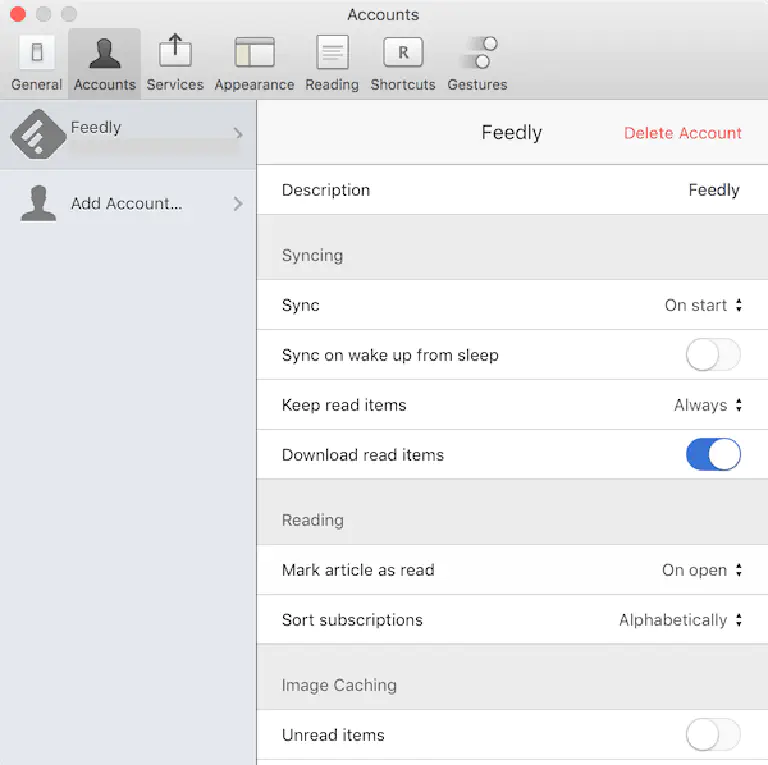 Accounts
General Accounts Services Appearance Reading R Shortcuts Gestures
Feedly
Add Account...
Feedly Delete Account
Description Feedly
Syncing
Sync On start
Sync on wake up from sleep
Keep read items Always
Download read items
Reading
Mark article as read On open
Sort subscriptions Alphabetically
Image Caching
Unread items